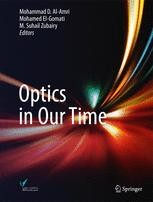 Mohammad D. Al-Amri
Mohamed El-Gomati
M. Suhail Zubairy
Editors
Optics
in Our Time
Springer